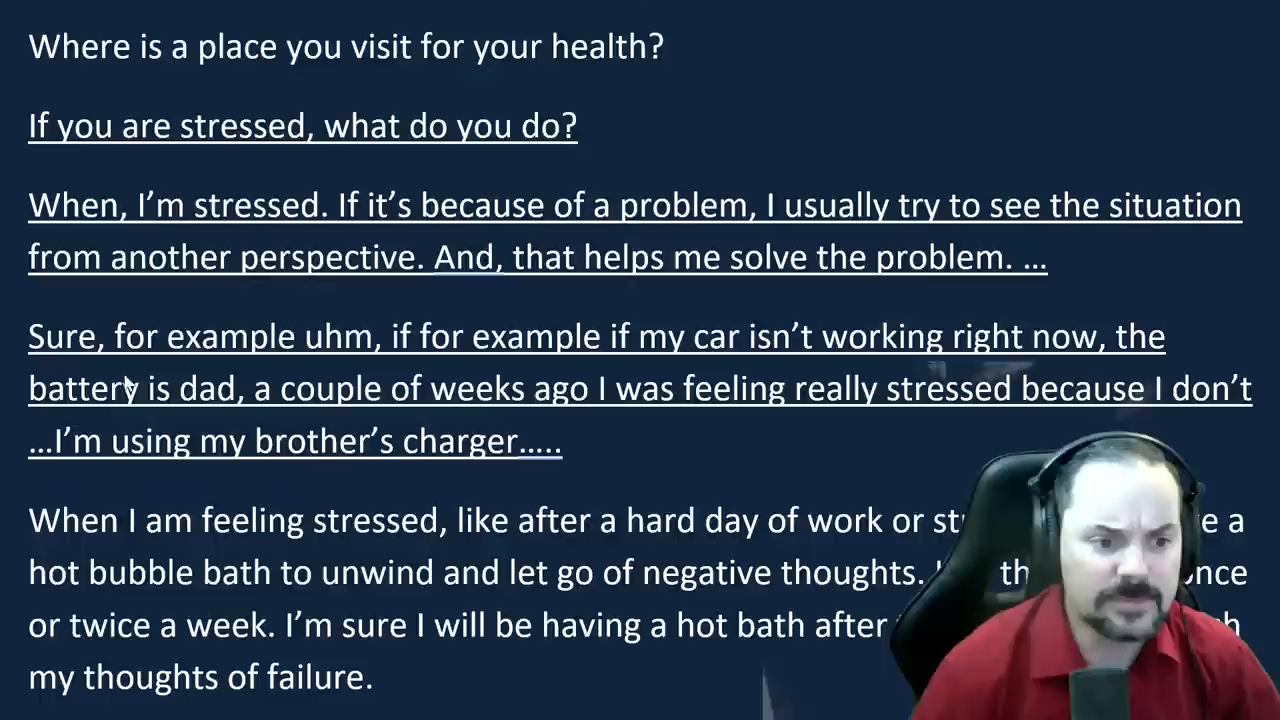 Where is a place you visit for your health?
If you are stressed, what do you do?
When, I’m stressed. If it’s because of a problem, I usually try to see the situation
from another perspective. And, that helps me solve the problem. …
Sure, for example uhm, if for example if my car isn’t working right now, the
battery is dad, a couple of weeks ago I was feeling really stressed because I don’t
…I’m using my brother’s charger…..
When I am feeling stressed, like after a hard day of work or a
hot bubble bath to unwind and let go of negative thoughts.
or twice a week. I’m sure I will be having a hot bath after
my thoughts of failure.